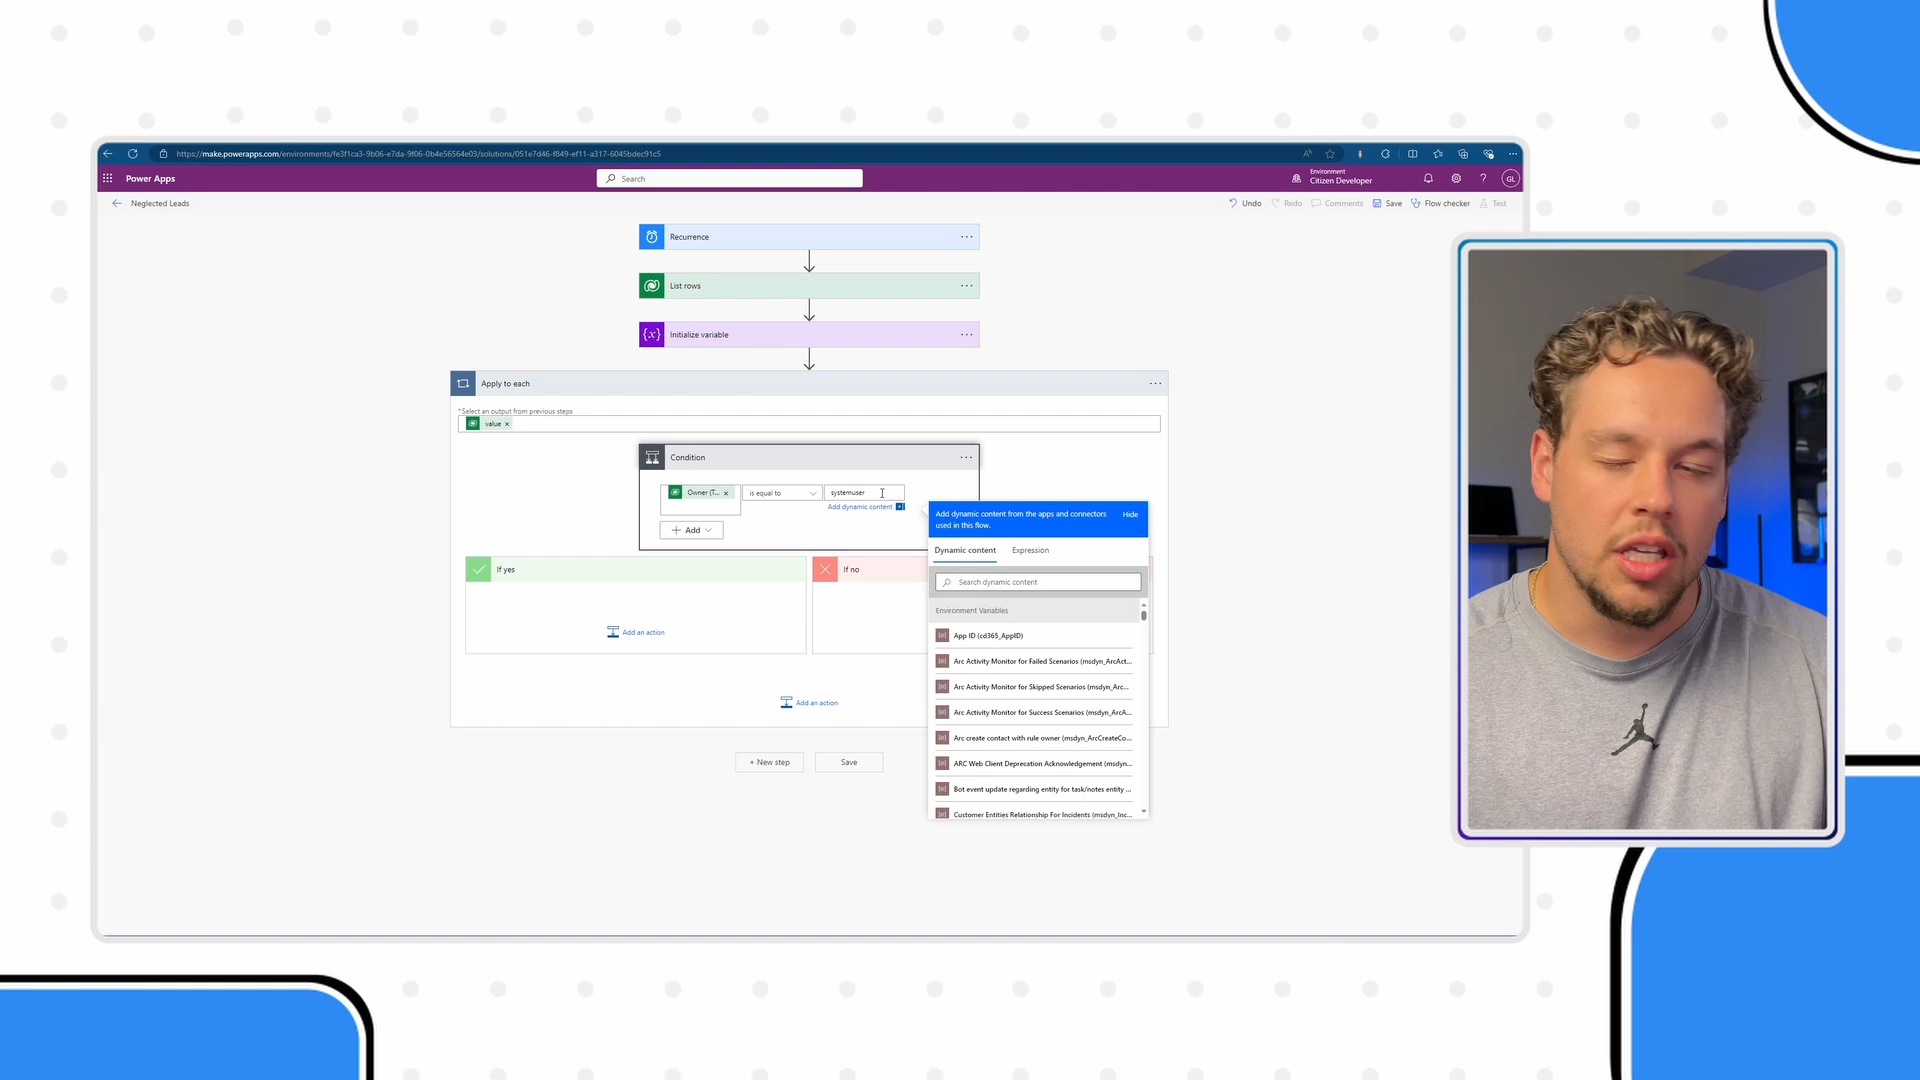 https://make.powerapps.com/environments/fe3f1ca3-9b06-e7da-9f06-0b4e56564e03/solutions/051e7d46-f849-ef11-a317-6045bdec91c5
Power Apps
Search
Environment
Citizen Developer
GL
Neglected Leads
Undo
Redo
Comments
Save
Flow checker
Test
Recurrence
List rows
{x}
Initialize variable
Apply to each
* Select an output from previous steps
value
Condition
Owner (T...
is equal to
systemuser
Add dynamic content
Add
Add dynamic content from the apps and connectors
used in this flow.
Hide
Dynamic content
Expression
Search dynamic content
If yes
If no
Environment Variables
App ID (cd365_AppID)
Add an action
Arc Activity Monitor for Failed Scenarios (msdyn_ArcAct...
Arc Activity Monitor for Skipped Scenarios (msdyn_Arc...
Add an action
Arc Activity Monitor for Success Scenarios (msdyn_ArcA...
Arc create contact with rule owner (msdyn_ArcCreateCo...
+ New step
Save
ARC Web Client Deprecation Acknowledgement (msdyn...
Bot event update regarding entity for task/notes entity ...
Customer Entities Relationship For Incidents (msdyn_Inc...